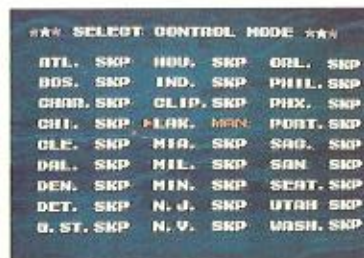 ★★★ SELECT CONTROL MODE ★★★
ATL. SKP HOU. SKP ORL. SKP
BOS. SKP IND. SKP PHIL. SKP
CHAR. SKP CLIP. SKP PHX. SKP
CHI. SKP ▶LAK. MAN. PORT. SKP
CLE. SKP MIA. SKP SAC. SKP
DAL. SKP MIL. SKP SAN SKP
DEN. SKP MIN. SKP SEAT. SKP
DET. SKP N.J. SKP UTAH SKP
G.ST. SKP N.Y. SKP WASH. SKP